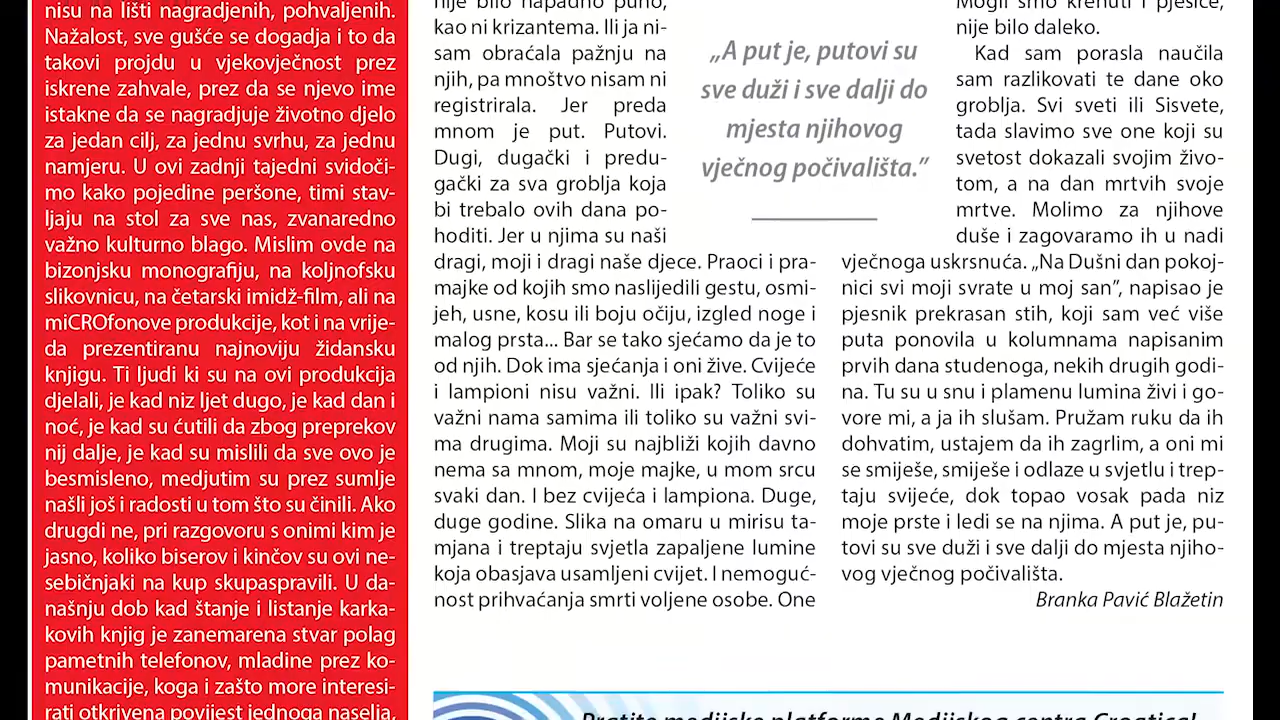 nisu na lišti nagradjenih, pohvaljenih.
Nažalost, sve gušće se dogadja i to da
takovi projdu u vjekovječnost prez
iskrene zahvale, prez da se njevo ime
istakne da se nagradjuje životno djelo
za jedan cilj, za jednu svrhu, za jednu
namjeru. U ovi zadnji tajedni svidoči-
mo kako pojedine peršone, timi stav-
ljaju na stol za sve nas, zvanaredno
važno kulturno blago. Mislim ovde na
bizonjsku monografiju, na koljnofsku
slikovnicu, na četarski imidž-film, ali na
miCROfonove produkcije, kot i na vrije-
da prezentiranu najnoviju židansku
knjigu. Ti ljudi ki su na ovi produkcija
djelali, je kad niz ljet dugo, je kad dan i
noć, je kad su ćutili da zbog preprekov
nij dalje, je kad su mislili da sve ovo je
besmisleno, medjutim su prez sumlje
našli još i radosti u tom što su činili. Ako
drugdi ne, pri razgovoru s onimi kim je
jasno, koliko biserov i kinčov su ovi ne-
sebičnjaki na kup skupaspravili. U da-
našnju dob kad štanje i listanje karka-
kovih knjig je zanemarena stvar polag
pametnih telefonov, mladine prez ko-
munikacije, koga i zašto more interesi-
rati otkrivena povijest jednoga naselja,
nije bilo napadno puno,
kao ni krizantema. Ili ja ni-
sam obraćala pažnju na
njih, pa mnoštvo nisam ni
registrirala. Jer preda
mnom je put. Putovi.
Dugi, dugački i predu-
gački za sva groblja koja
bi trebalo ovih dana po-
hoditi. Jer u njima su naši
dragi, moji i dragi naše djece. Praoci i pra-
majke od kojih smo naslijedili gestu, osmi-
jeh, usne, kosu ili boju očiju, izgled noge i
malog prsta... Bar se tako sjećamo da je to
od njih. Dok ima sjećanja i oni žive. Cvijeće
i lampioni nisu važni. Ili ipak? Toliko su
važni nama samima ili toliko su važni svi-
ma drugima. Moji su najbliži kojih davno
nema sa mnom, moje majke, u mom srcu
svaki dan. I bez cvijeća i lampiona. Duge,
duge godine. Slika na omaru u mirisu ta-
mjana i treptaju svjetla zapaljene lumine
koja obasjava usamljeni cvijet. I nemoguć-
nost prihvaćanja smrti voljene osobe. One
„A put je, putovi su
sve duži i sve dalji do
mjesta njihovog
vječnog počivališta.”
Mogli smo krenuti i pješice,
nije bilo daleko.
Kad sam porasla naučila
sam razlikovati te dane oko
groblja. Svi sveti ili Sisvete,
tada slavimo sve one koji su
svetost dokazali svojim živo-
tom, a na dan mrtvih svoje
mrtve. Molimo za njihove
duše i zagovaramo ih u nadi
vječnoga uskrsnuća. „Na Dušni dan pokoj-
nici svi moji svrate u moj san”, napisao je
pjesnik prekrasan stih, koji sam već više
puta ponovila u kolumnama napisanim
prvih dana studenoga, nekih drugih godi-
na. Tu su u snu i plamenu lumina živi i go-
vore mi, a ja ih slušam. Pružam ruku da ih
dohvatim, ustajem da ih zagrlim, a oni mi
se smiješe, smiješe i odlaze u svjetlu i trep-
taju svijeće, dok topao vosak pada niz
moje prste i ledi se na njima. A put je, pu-
tovi su sve duži i sve dalji do mjesta njiho-
vog vječnog počivališta.
Branka Pavić Blažetin
Pratite medijske platforme Medijskog centra Croatica!